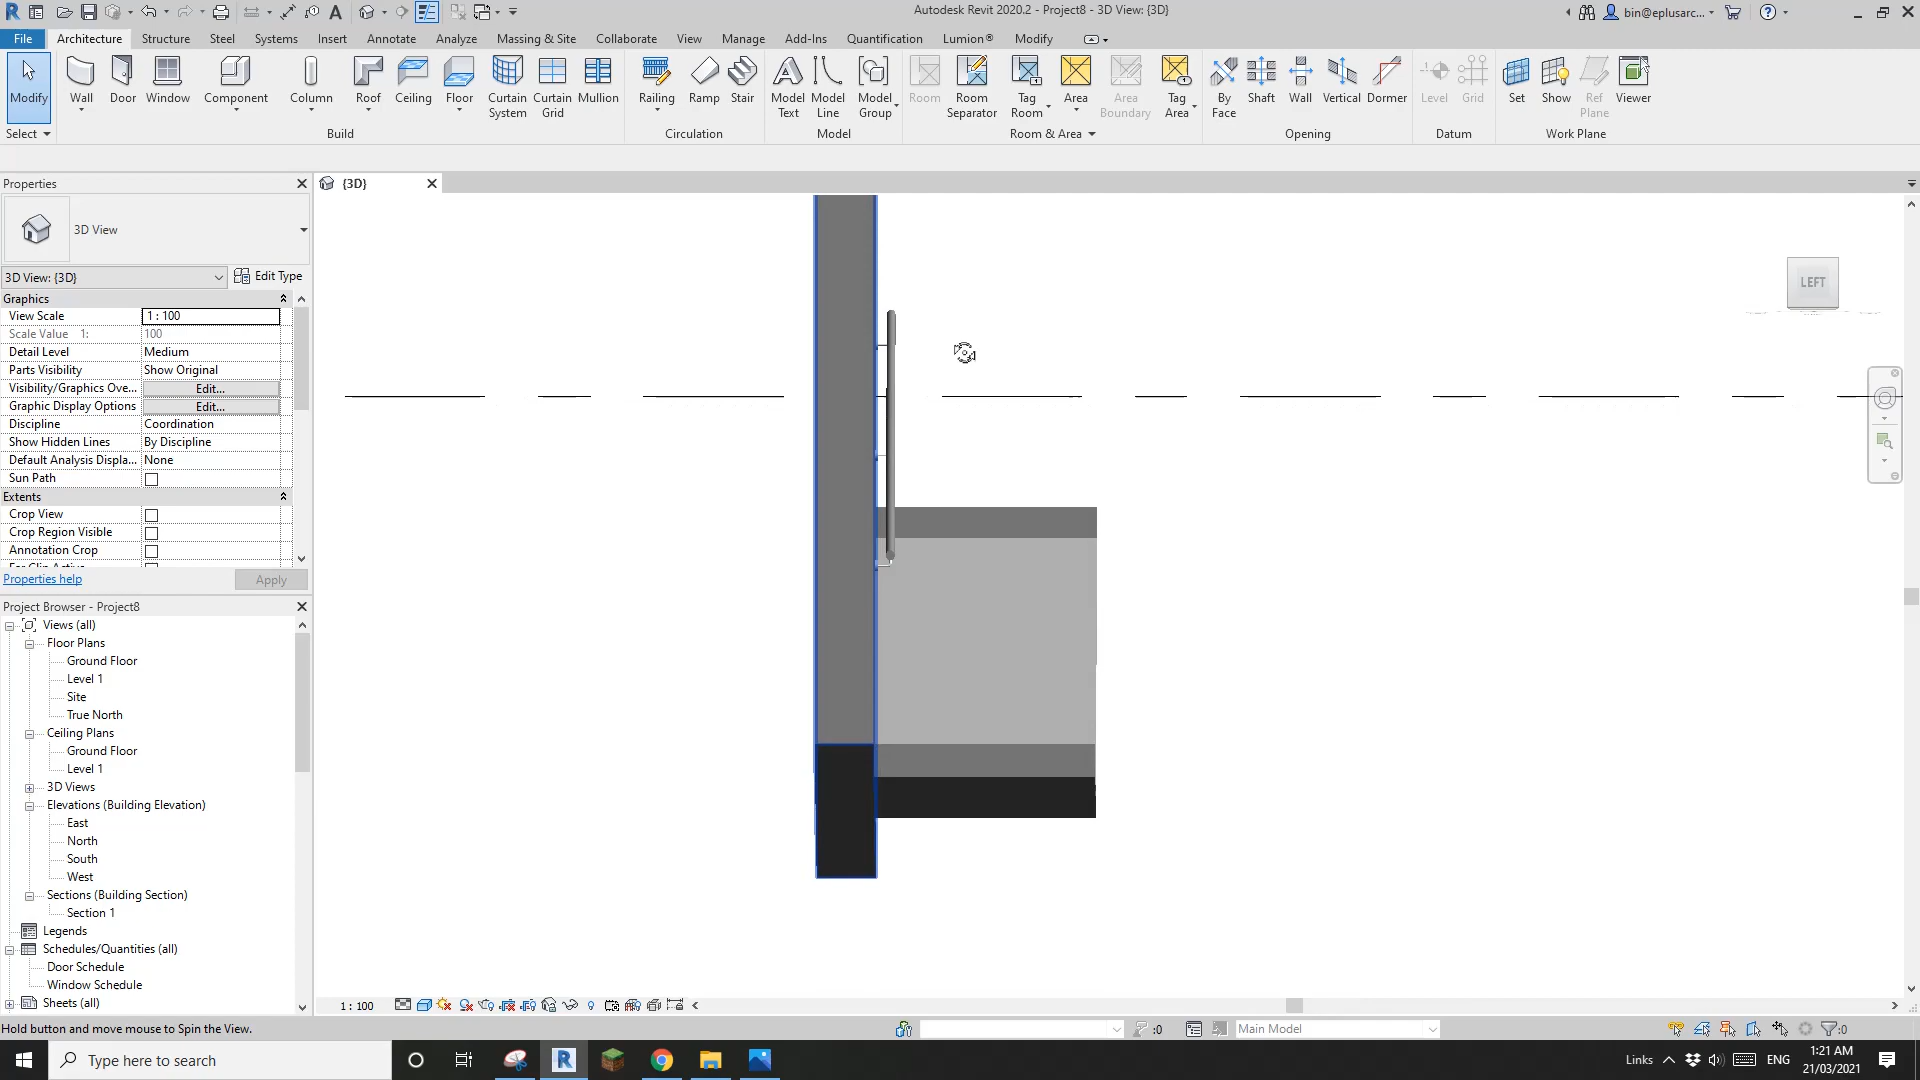 Autodesk Revit 2020.2 - Project8 - 3D View: {3D}
bin@eplusarc...
File Architecture Structure Steel Systems Insert Annotate Analyze Massing & Site Collaborate View Manage Add-Ins Quantification Lumion® Modify
Modify Wall Door Window Component Column Roof Ceiling Floor Curtain System Curtain Grid Mullion Railing Ramp Stair Model Text Model Line Model Group Room Room Separator Tag Room Area Area Boundary Tag Area By Face Shaft Wall Vertical Dormer Level Grid Set Show Ref Plane Viewer
Select Build Circulation Model Room & Area Opening Datum Work Plane
Properties
{3D}
3D View
3D View: {3D}
Edit Type
Graphics
View Scale 1 : 100
Scale Value 1: 100
Detail Level Medium
Parts Visibility Show Original
Visibility/Graphics Ove... Edit...
Graphic Display Options Edit...
Discipline Coordination
Show Hidden Lines By Discipline
Default Analysis Displa... None
Sun Path
Extents
Crop View
Crop Region Visible
Annotation Crop
Properties help
Apply
LEFT
Project Browser - Project8
Views (all)
Floor Plans
Ground Floor
Level 1
Site
True North
Ceiling Plans
Ground Floor
Level 1
3D Views
Elevations (Building Elevation)
East
North
South
West
Sections (Building Section)
Section 1
Legends
Schedules/Quantities (all)
Door Schedule
Window Schedule
Sheets (all)
1 : 100
Hold button and move mouse to Spin the View.
:0
Main Model
:0
Type here to search
Links
ENG
1:21 AM
21/03/2021